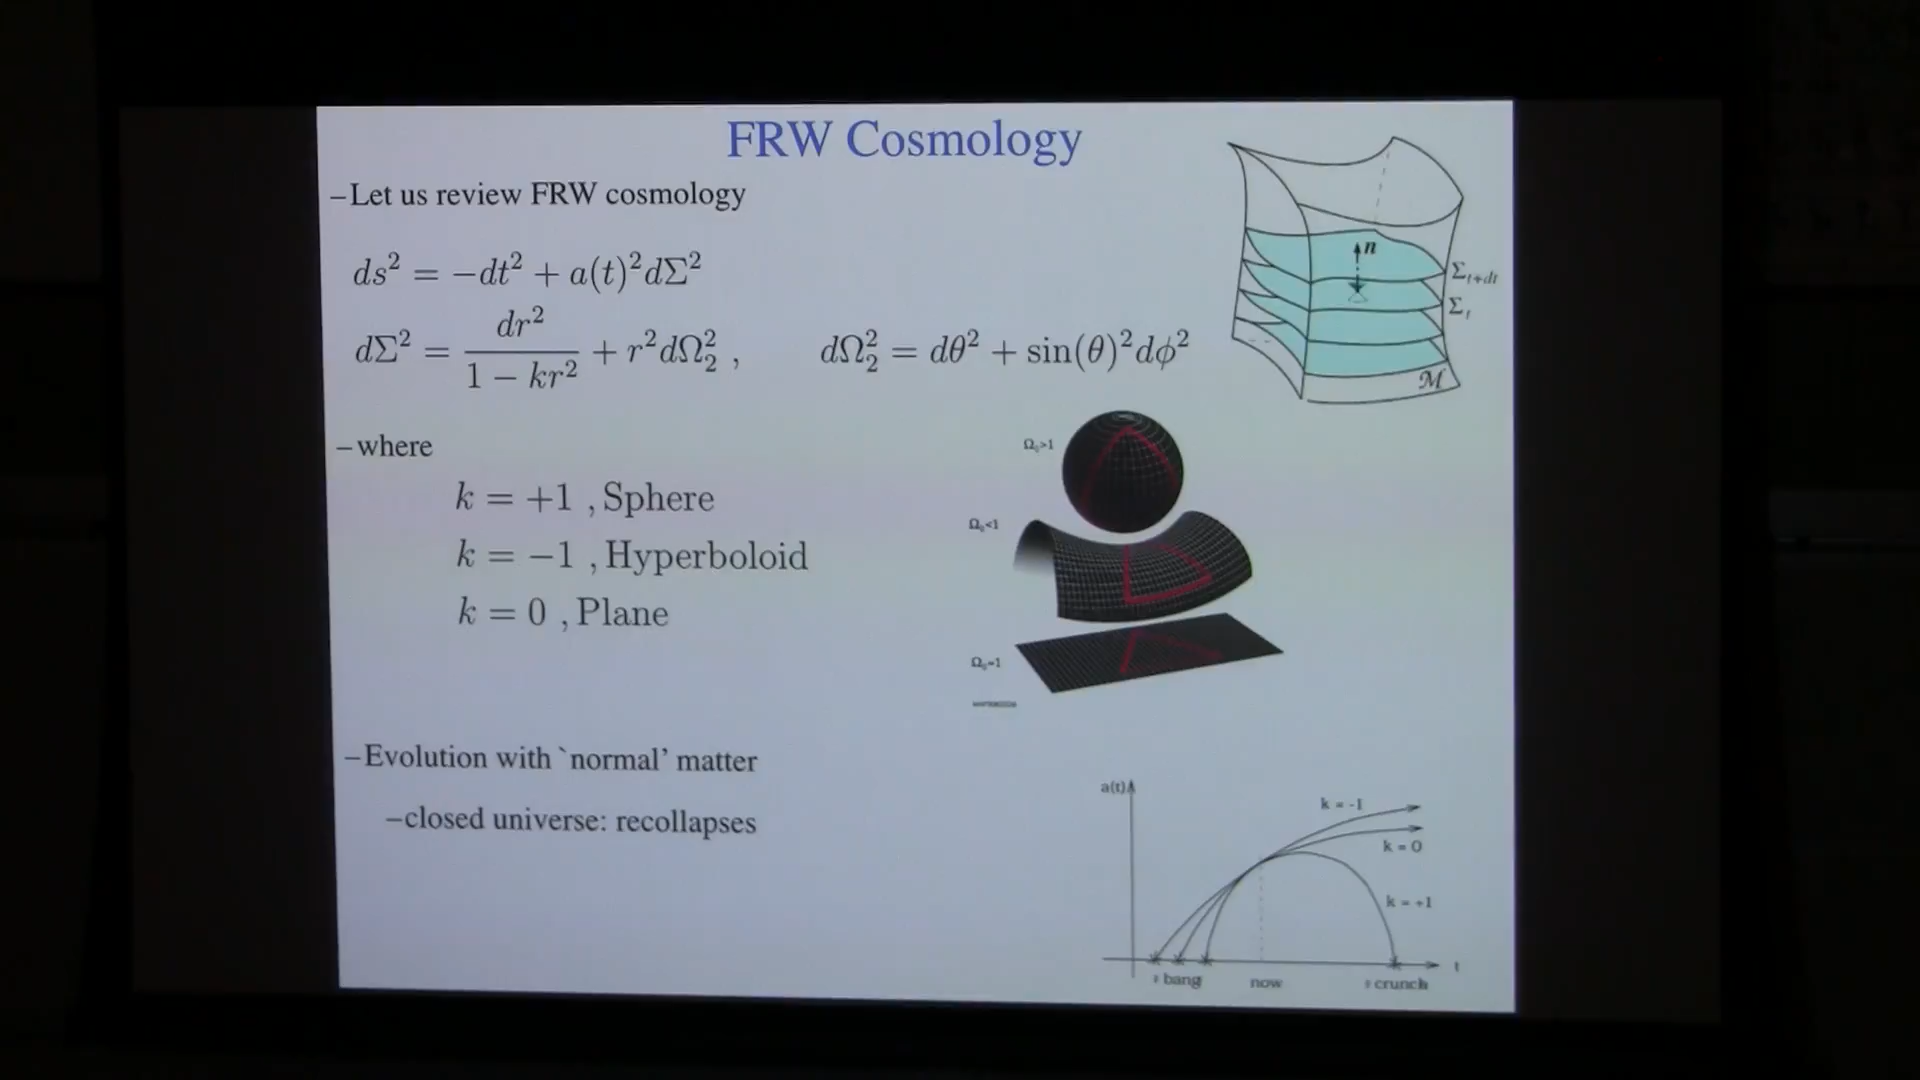 FRW Cosmology
–Let us review FRW cosmology
ds² = −dt² + a(t)²dΣ²
dΣ² = dr² / (1 − kr²) + r²dΩ₂² , dΩ₂² = dθ² + sin(θ)²dϕ²
n
Σt+dt
Σt
ℳ
–where
k = +1 , Sphere
k = −1 , Hyperboloid
k = 0 , Plane
Ω₀>1
Ω₀<1
Ω₀=1
–Evolution with `normal' matter
–closed universe: recollapses
a(t)
k = -1
k = 0
k = +1
t
bang
now
crunch